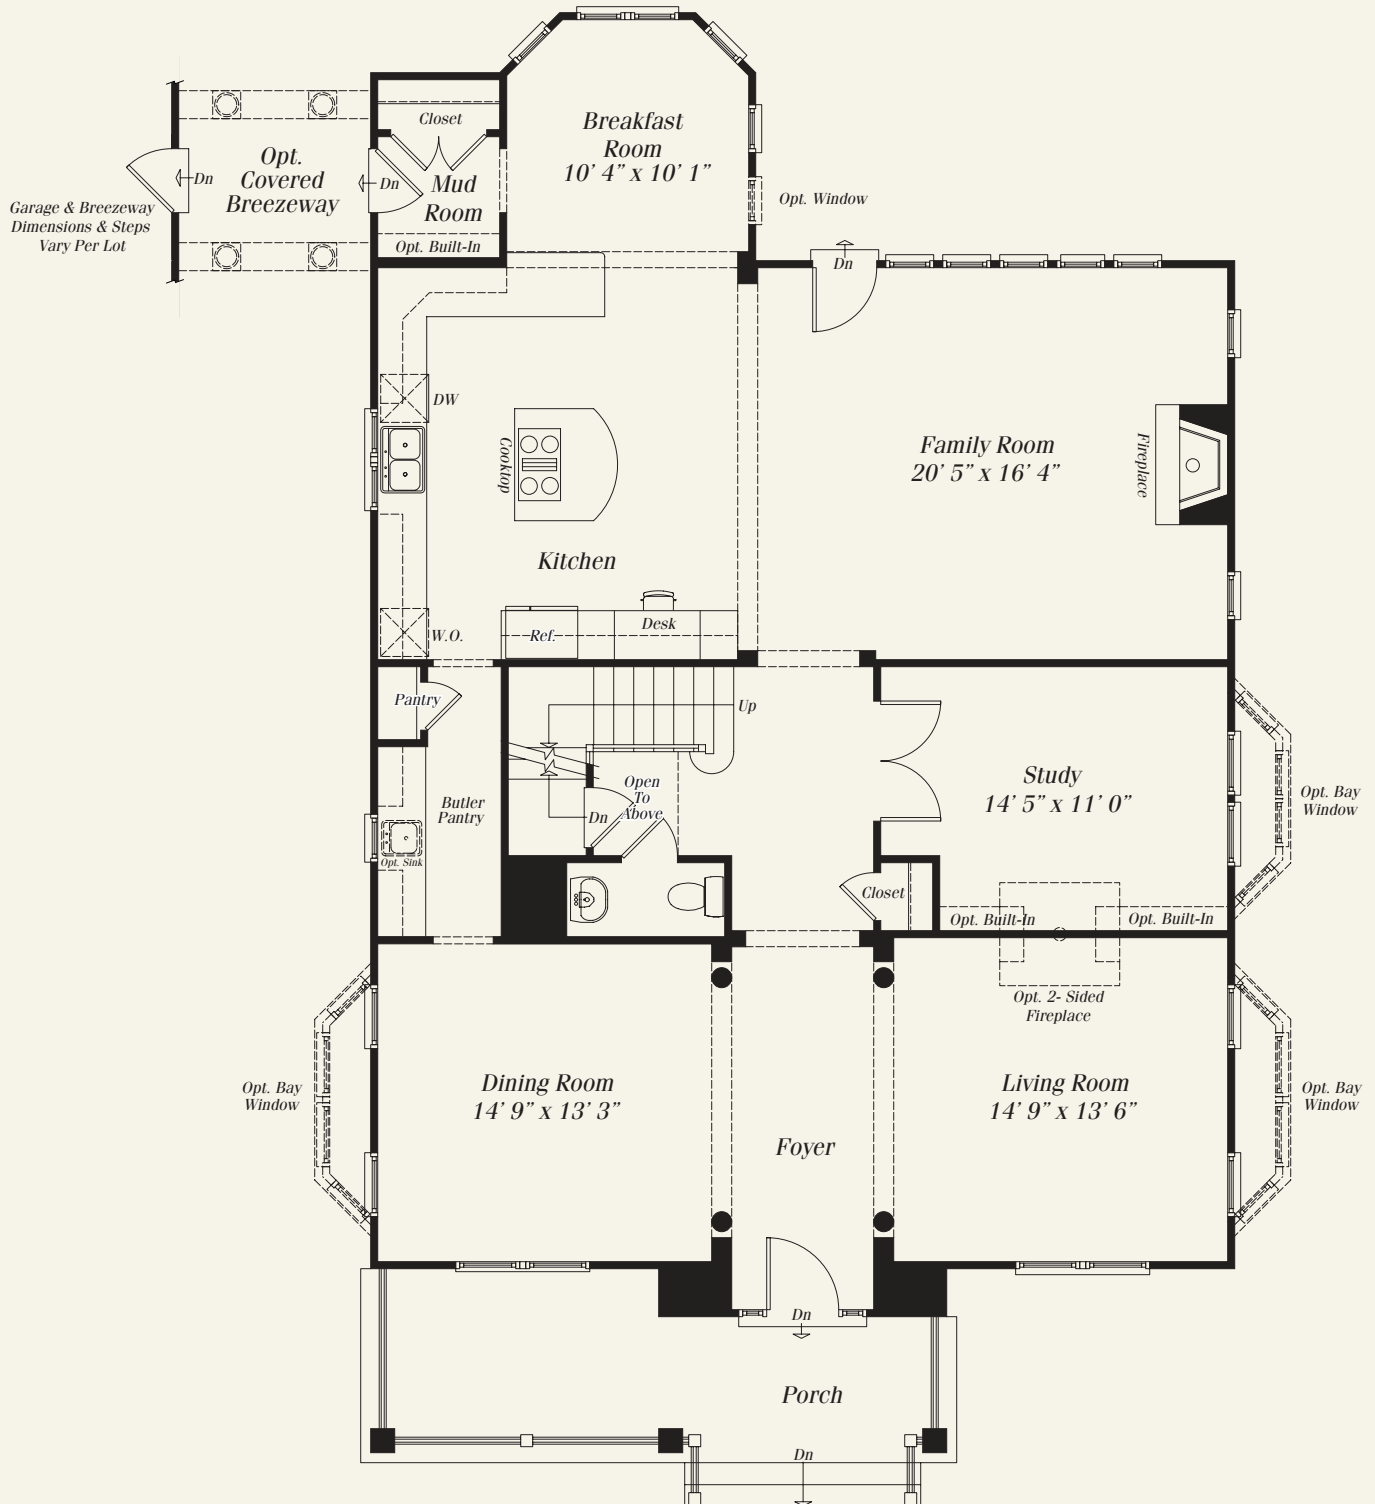 Closet
Breakfast
Room
10’ 4” x 10’ 1”
Opt.
Covered
Breezeway
Dn
Dn
Mud
Room
Opt. Built-In
Garage & Breezeway
Dimensions & Steps
Vary Per Lot
Opt. Window
Dn
DW
Cooktop
Family Room
20’ 5” x 16’ 4”
Fireplace
Kitchen
W.O.
Ref.
Desk
Pantry
Up
Butler
Pantry
Open
To
Above
Dn
Opt. Sink
Study
14’ 5” x 11’ 0”
Opt. Bay
Window
Closet
Opt. Built-In
Opt. Built-In
Opt. 2- Sided
Fireplace
Opt. Bay
Window
Dining Room
14’ 9” x 13’ 3”
Foyer
Living Room
14’ 9” x 13’ 6”
Opt. Bay
Window
Dn
Porch
Dn